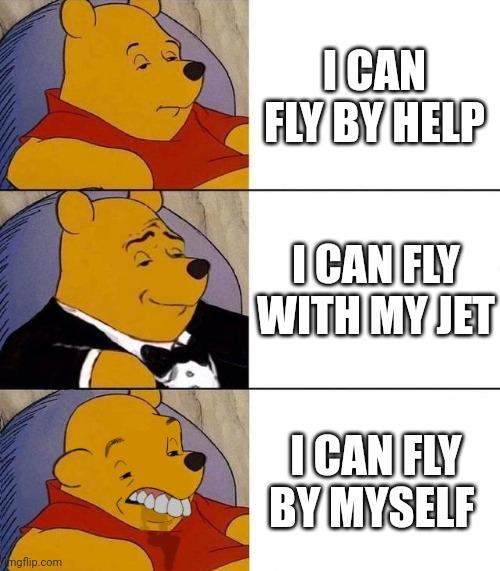 I CAN
FLY BY HELP
I CAN FLY
WITH MY JET
I CAN FLY
BY MYSELF
imgflip.com